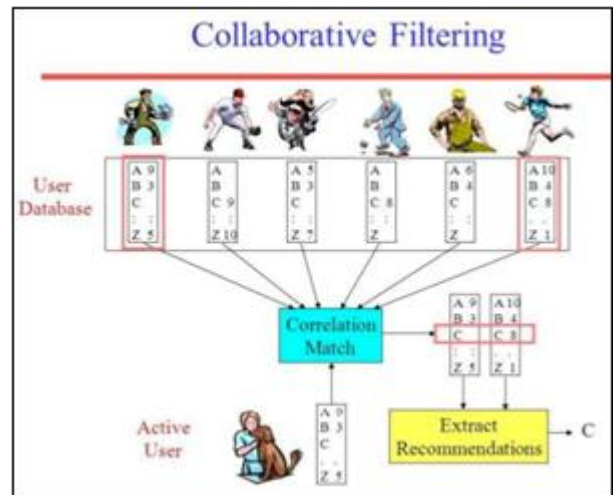 Collaborative Filtering
User
Database
A 9
B 3
C
: :
Z 5
A
B
C 9
: :
Z 10
A 5
B 3
C
: :
Z 7
A
B
C 8
: :
Z
A 6
B 4
C
: :
Z
A 10
B 4
C 8
. .
Z 1
Correlation
Match
A 9
B 3
C
: :
Z 5
A 10
B 4
C 8
. .
Z 1
Active
User
A 9
B 3
C
. .
Z 5
Extract
Recommendations
C